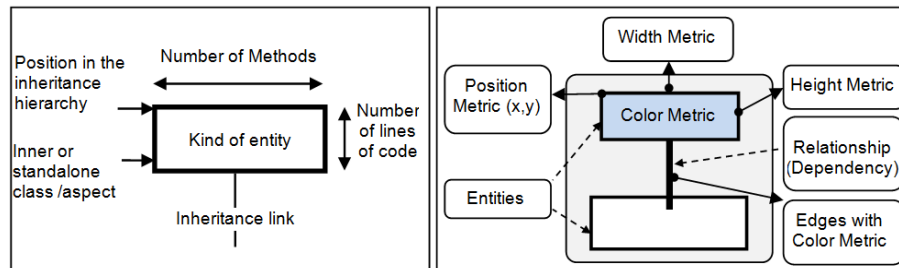 Position in the
inheritance
hierarchy
Number of Methods
Kind of entity
Number
of lines
of code
Inner or
standalone
class /aspect
Inheritance link
Width Metric
Position
Metric (x,y)
Color Metric
Height Metric
Relationship
(Dependency)
Entities
Edges with
Color Metric